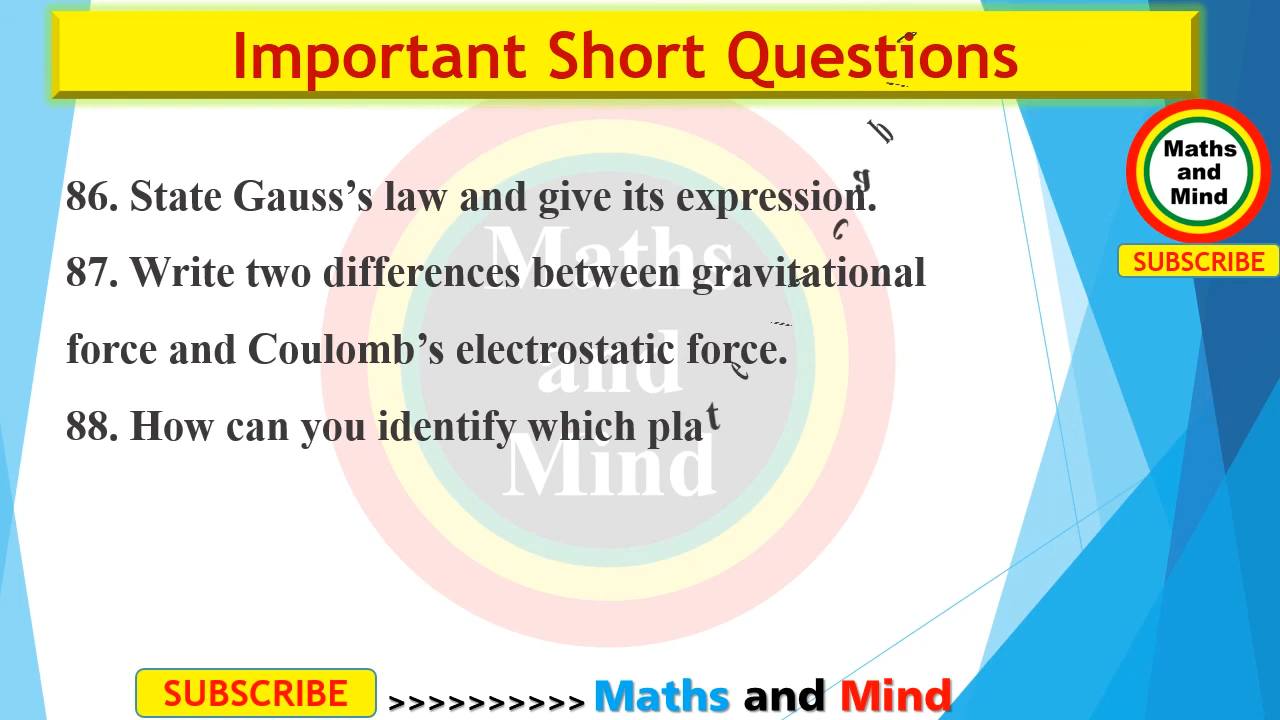 Important Short Questions
86. State Gauss’s law and give its expression.
87. Write two differences between gravitational
force and Coulomb’s electrostatic force.
88. How can you identify which plat
Maths
and
Mind
SUBSCRIBE
Maths
and
Mind
SUBSCRIBE >>>>>>>>>> Maths and Mind